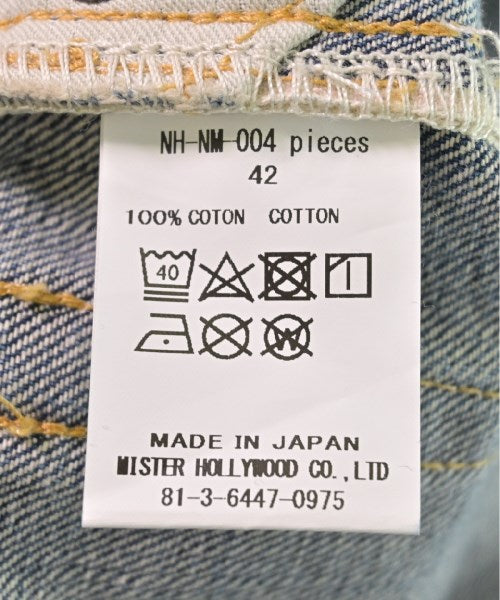 NH-NM-004 pieces
42
100% COTON COTTON
40
W
MADE IN JAPAN
MISTER HOLLYWOOD CO.,LTD
81-3-6447-0975